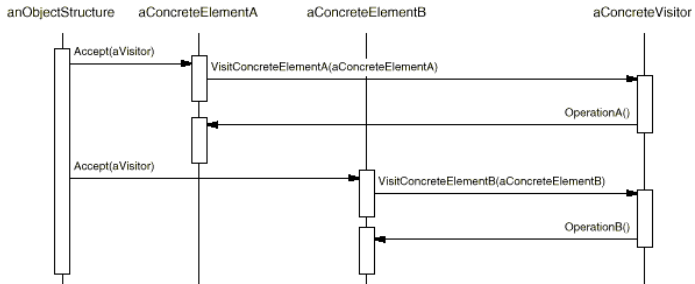 anObjectStructure aConcreteElementA aConcreteElementB aConcreteVisitor
Accept(aVisitor)
VisitConcreteElementA(aConcreteElementA)
OperationA()
Accept(aVisitor)
VisitConcreteElementB(aConcreteElementB)
OperationB()